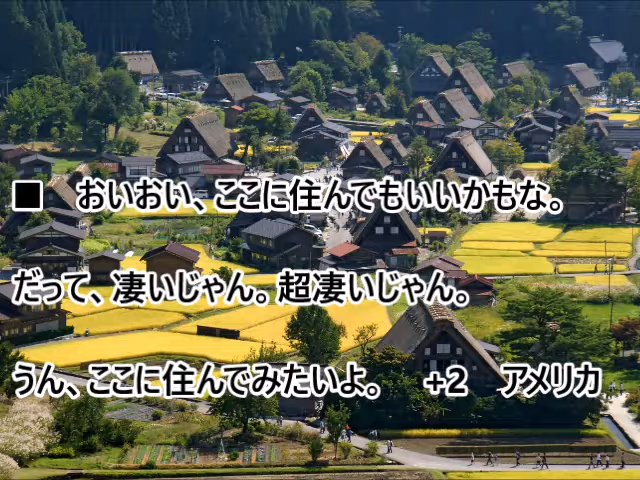 ■　おいおい、ここに住んでもいいかもな。
だって、凄いじゃん。超凄いじゃん。
うん、ここに住んでみたいよ。　+2　アメリカ